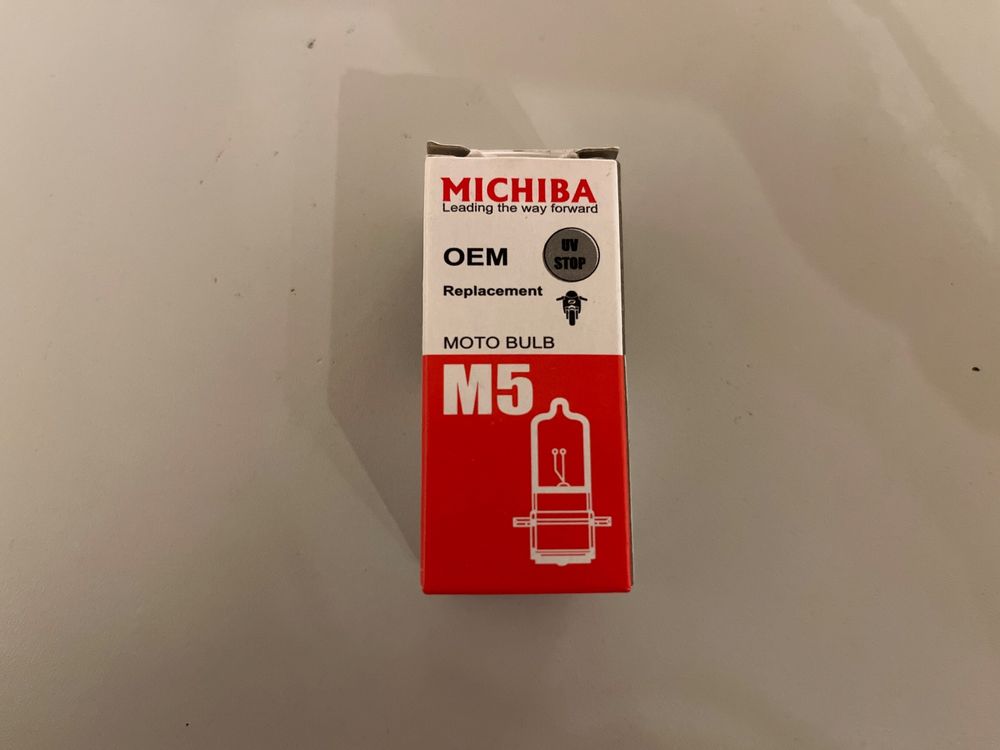 MICHIBA
Leading the way forward
OEM
UV
STOP
Replacement
MOTO BULB
M5